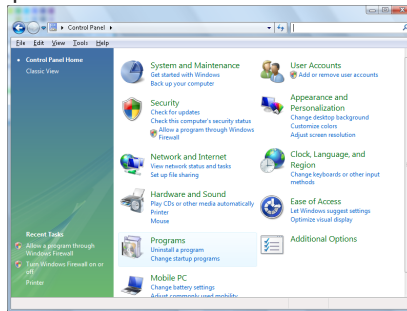 Control Panel
File Edit View Tools Help
Control Panel Home
Classic View
System and Maintenance
Get started with Windows
Back up your computer
Security
Check for updates
Check this computer's security status
Allow a program through Windows
Firewall
Network and Internet
View network status and tasks
Set up file sharing
Hardware and Sound
Play CDs or other media automatically
Printer
Mouse
Programs
Uninstall a program
Change startup programs
Mobile PC
Change battery settings
Adjust commonly used mobility
User Accounts
Add or remove user accounts
Appearance and
Personalization
Change desktop background
Customize colors
Adjust screen resolution
Clock, Language, and
Region
Change keyboards or other input
methods
Ease of Access
Let Windows suggest settings
Optimize visual display
Additional Options
Recent Tasks
Allow a program through
Windows Firewall
Turn Windows Firewall on or
off
Printer